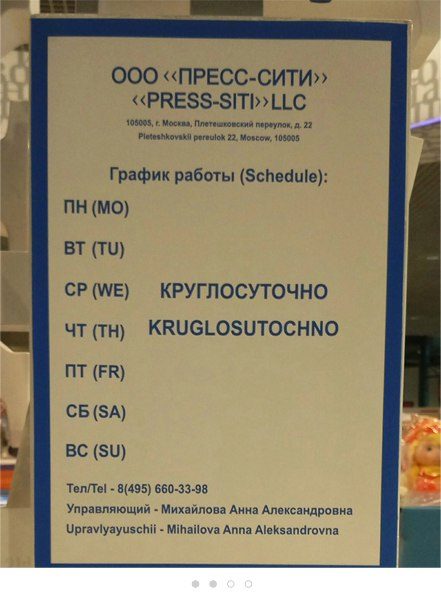 ООО ‹‹ПРЕСС-СИТИ››
‹‹PRESS-SITI››LLC
105005, г. Москва, Плетешковский переулок, д. 22
Pleteshkovskii pereulok 22, Moscow, 105005
График работы (Schedule):
ПН (MO)
ВТ (TU)
СР (WE) КРУГЛОСУТОЧНО
ЧТ (TH) KRUGLOSUTOCHNO
ПТ (FR)
СБ (SA)
ВС (SU)
Тел/Tel - 8(495) 660-33-98
Управляющий - Михайлова Анна Александровна
Upravlyayuschii - Mihailova Anna Aleksandrovna